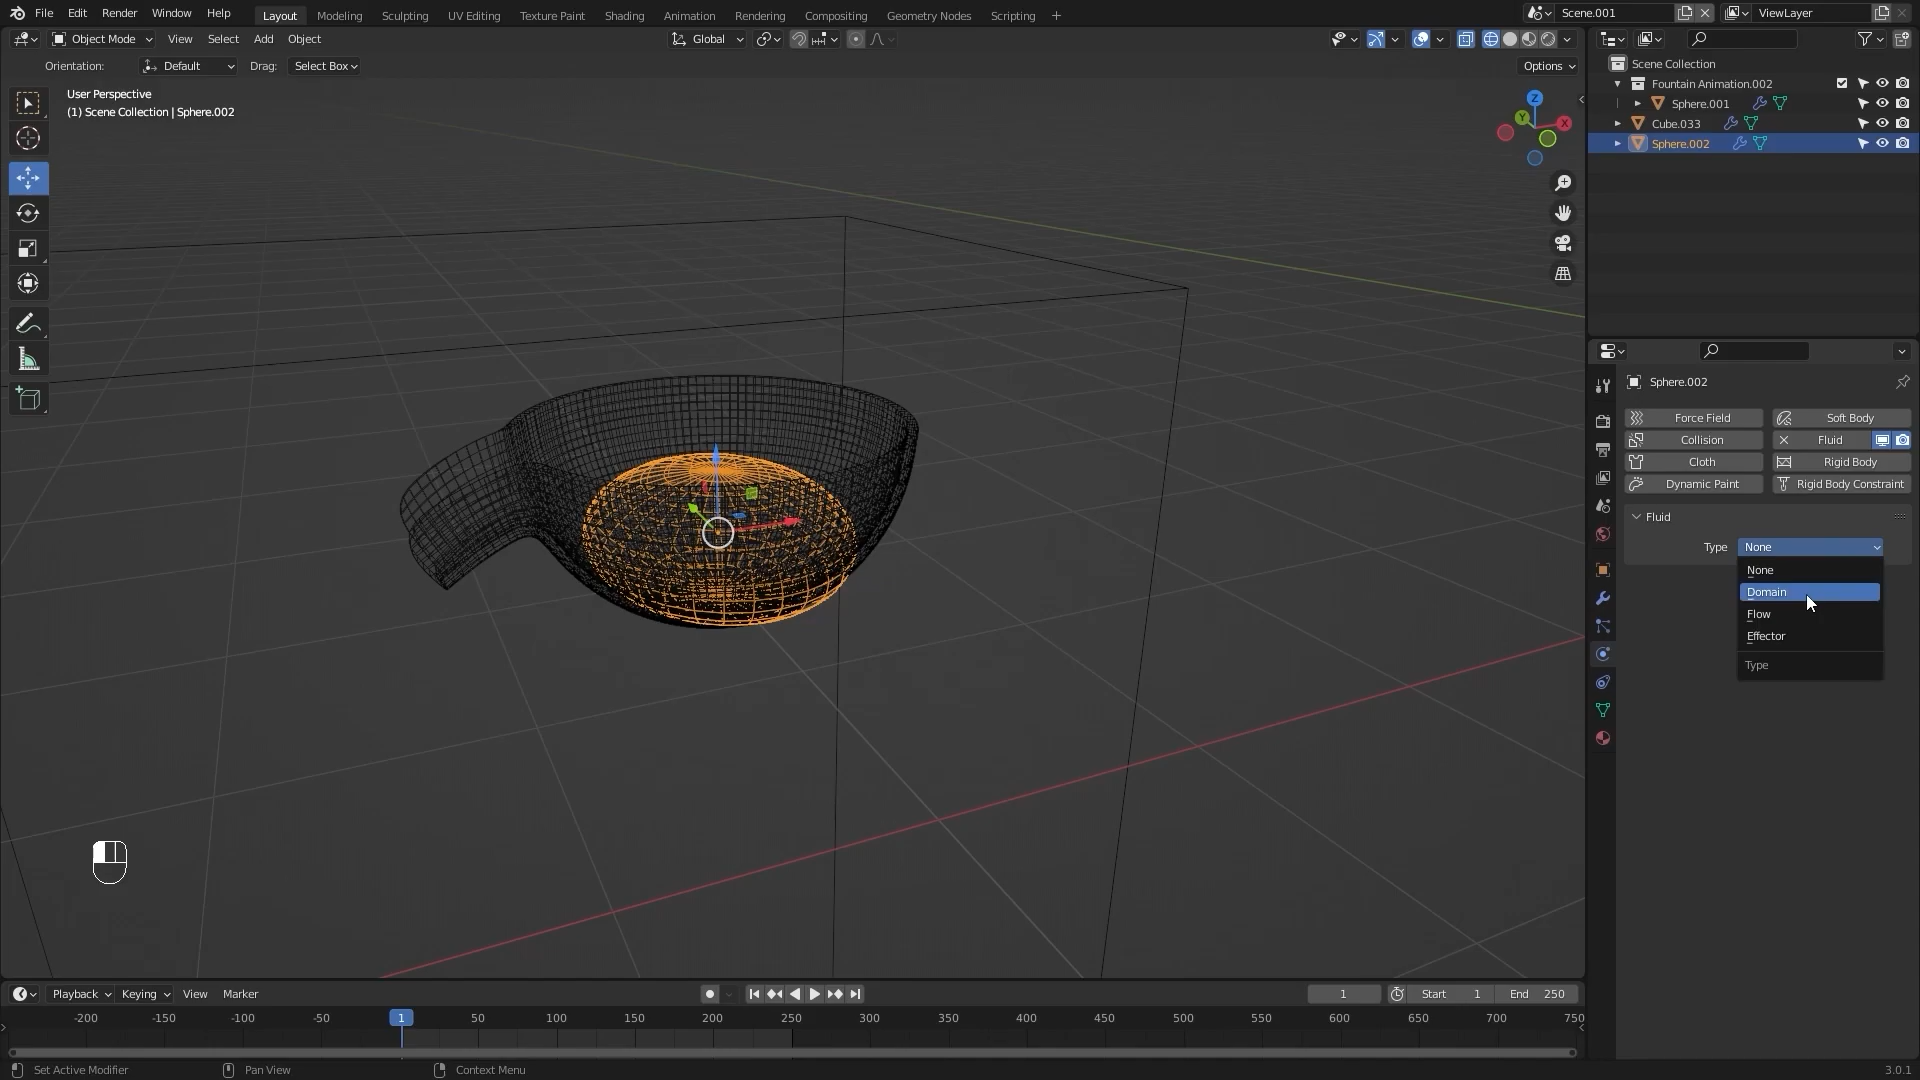 File Edit Render Window Help Layout Modeling Sculpting UV Editing Texture Paint Shading Animation Rendering Compositing Geometry Nodes Scripting + Scene.001 ViewLayer
Object Mode View Select Add Object Global
Orientation: Default Drag: Select Box Options
User Perspective
(1) Scene Collection | Sphere.002
Z
Y
X
Scene Collection
Fountain Animation.002
Sphere.001
Cube.033
Sphere.002
Sphere.002
Force Field Soft Body
Collision Fluid
Cloth Rigid Body
Dynamic Paint Rigid Body Constraint
Fluid
Type None
None
Domain
Flow
Effector
Type
Playback Keying View Marker 1 Start 1 End 250
-200 -150 -100 -50 1 50 100 150 200 250 300 350 400 450 500 550 600 650 700 750
Set Active Modifier Pan View Context Menu 3.0.1